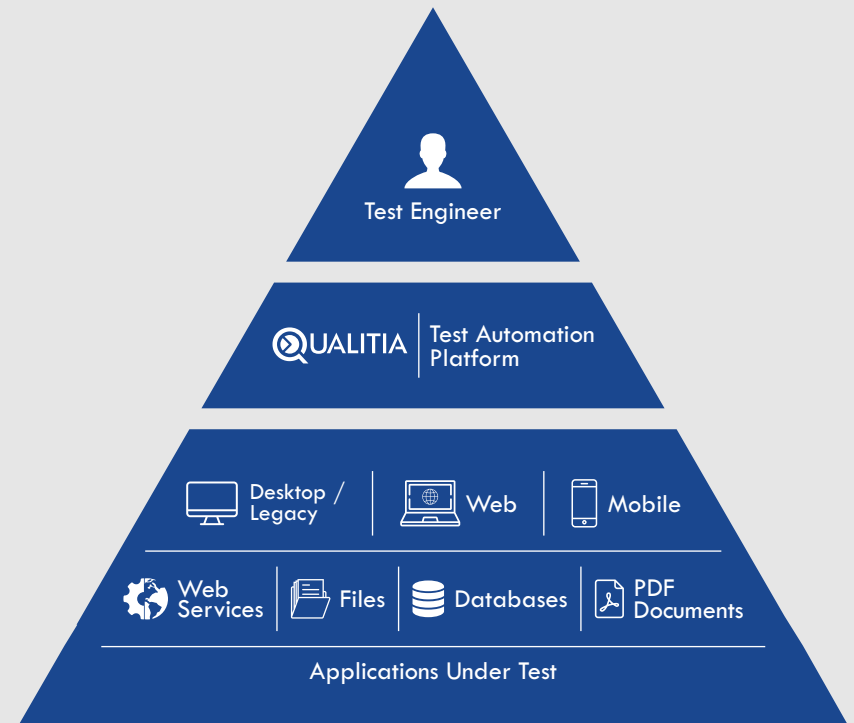 Test Engineer
QUALITIA
Test Automation
Platform
Desktop /
Legacy
Web
Mobile
Web
Services
Files
Databases
PDF
Documents
Applications Under Test